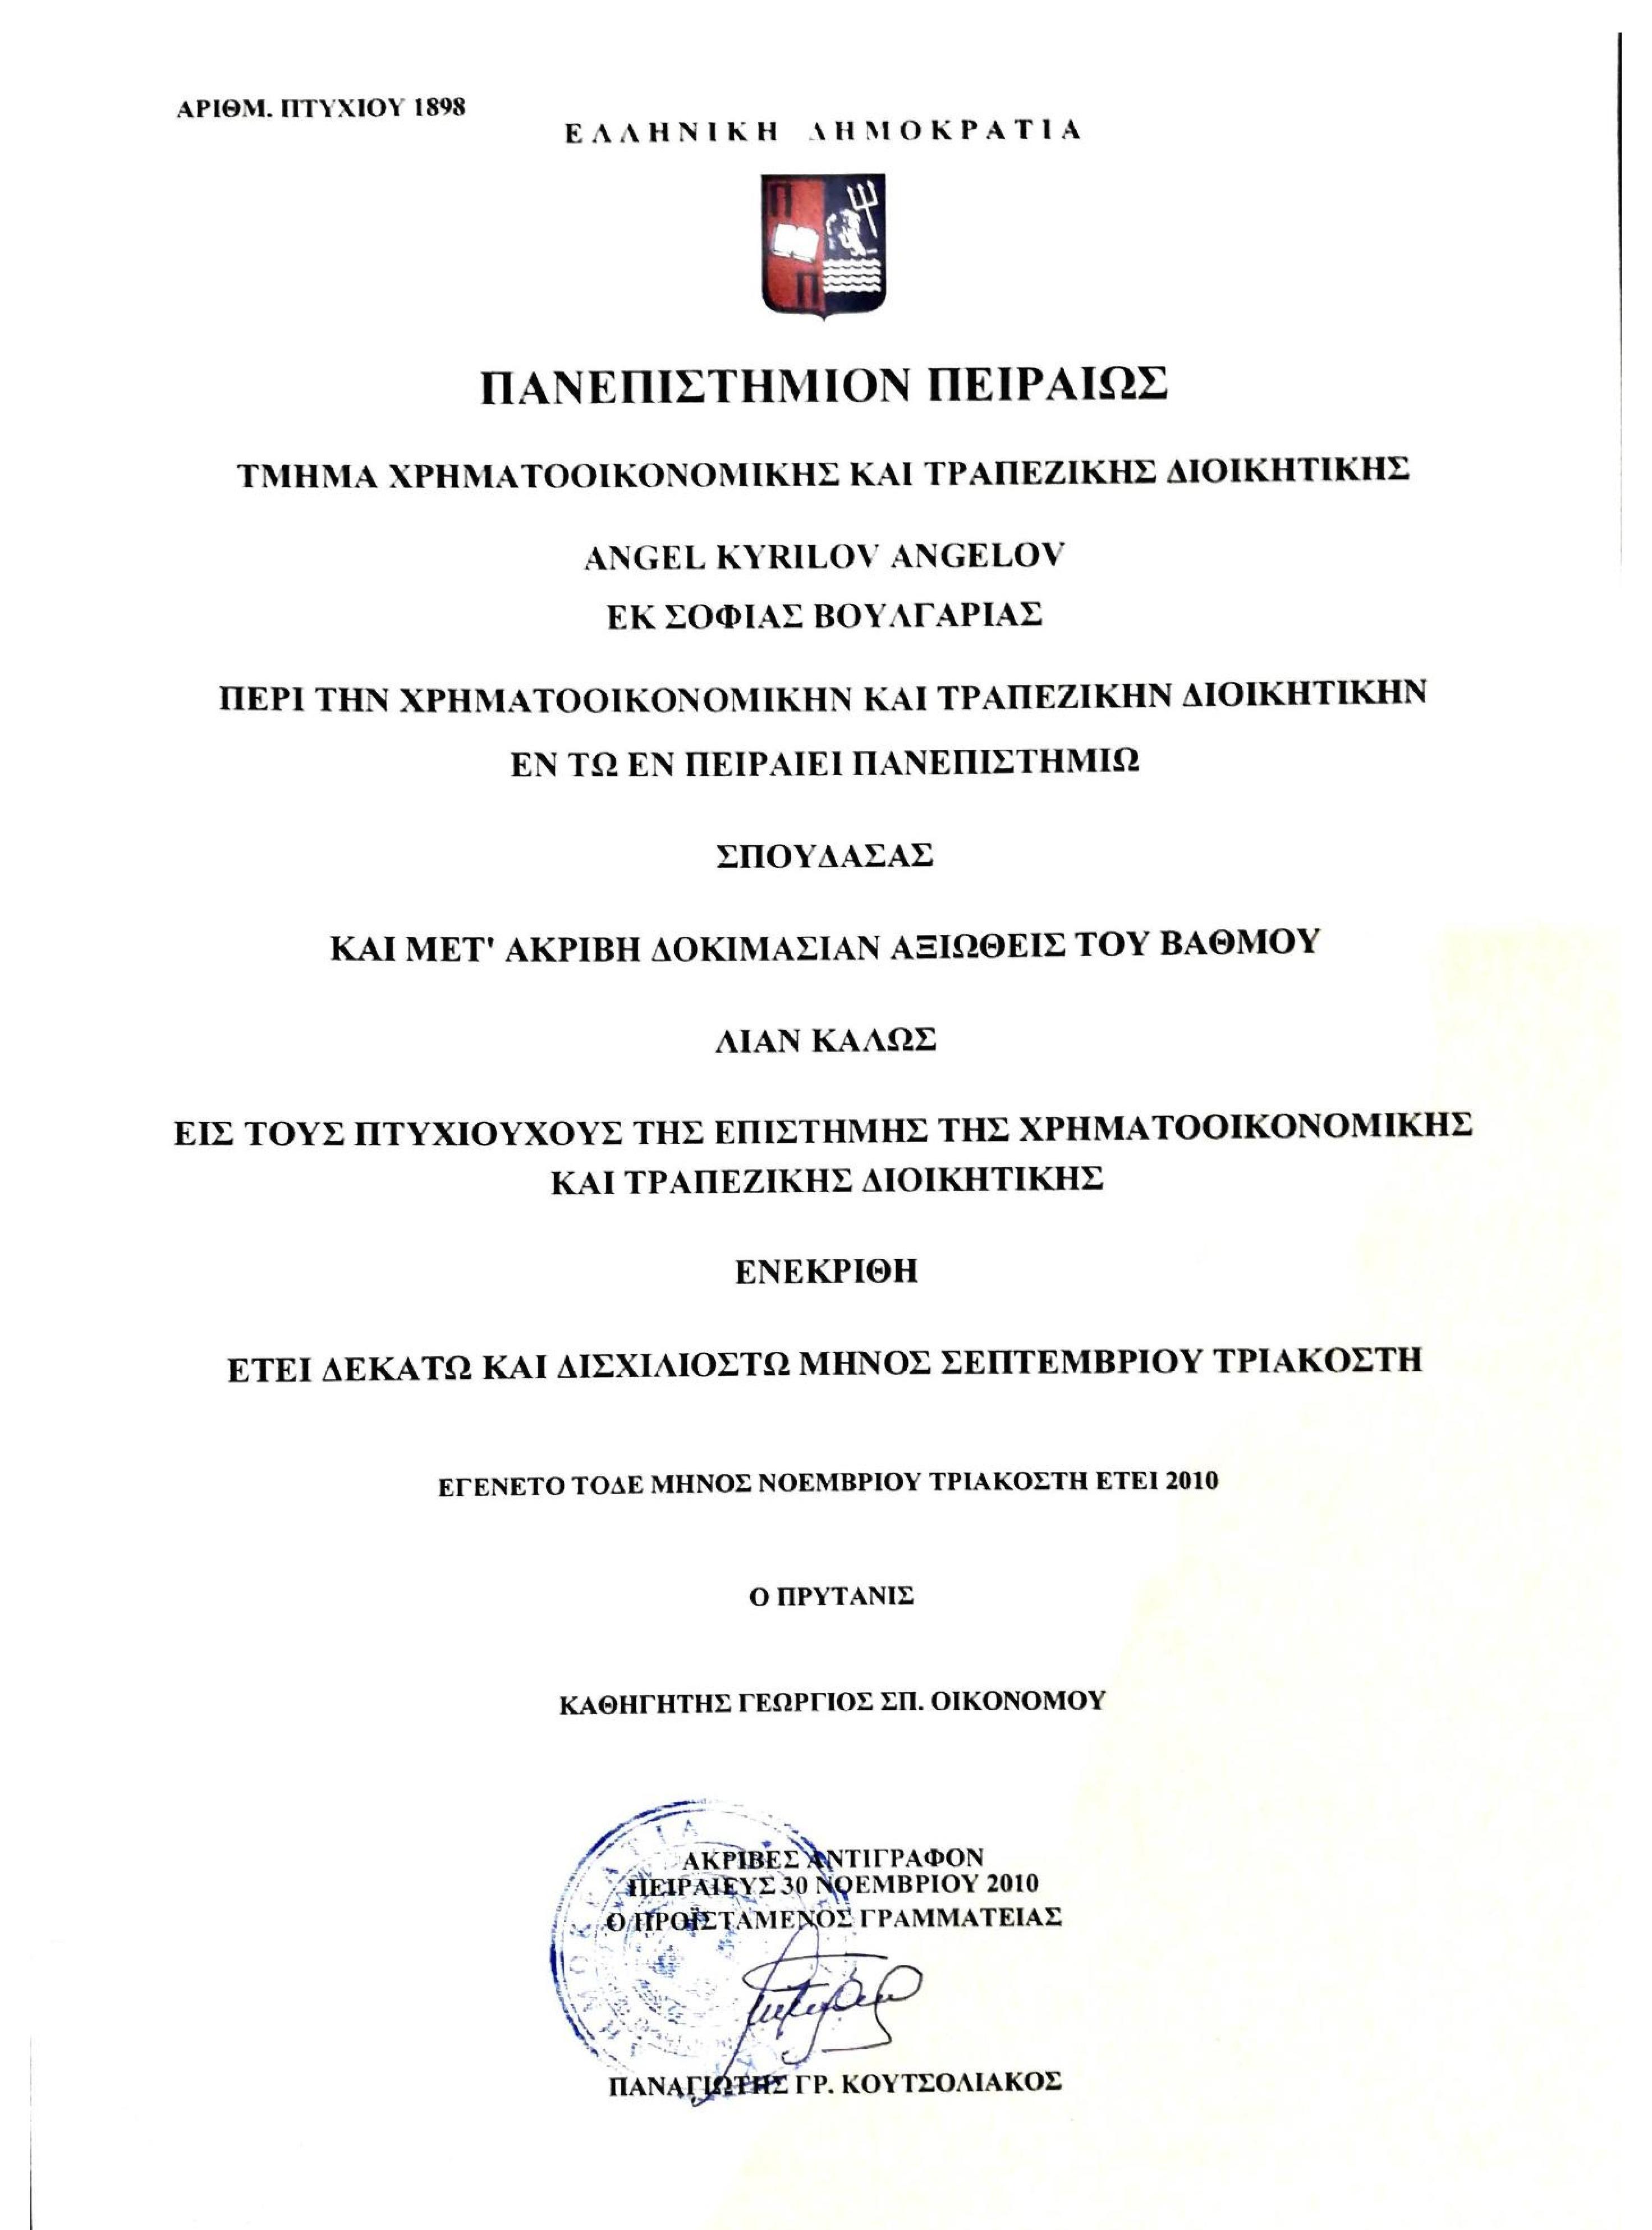 ΑΡΙΘΜ. ΠΤΥΧΙΟΥ 1898
ΕΛΛΗΝΙΚΗ ΔΗΜΟΚΡΑΤΙΑ
Π
Π
ΠΑΝΕΠΙΣΤΗΜΙΟΝ ΠΕΙΡΑΙΩΣ
ΤΜΗΜΑ ΧΡΗΜΑΤΟΟΙΚΟΝΟΜΙΚΗΣ ΚΑΙ ΤΡΑΠΕΖΙΚΗΣ ΔΙΟΙΚΗΤΙΚΗΣ
ANGEL KYRILOV ANGELOV
ΕΚ ΣΟΦΙΑΣ ΒΟΥΛΓΑΡΙΑΣ
ΠΕΡΙ ΤΗΝ ΧΡΗΜΑΤΟΟΙΚΟΝΟΜΙΚΗΝ ΚΑΙ ΤΡΑΠΕΖΙΚΗΝ ΔΙΟΙΚΗΤΙΚΗΝ
ΕΝ ΤΩ ΕΝ ΠΕΙΡΑΙΕΙ ΠΑΝΕΠΙΣΤΗΜΙΩ
ΣΠΟΥΔΑΣΑΣ
ΚΑΙ ΜΕΤ' ΑΚΡΙΒΗ ΔΟΚΙΜΑΣΙΑΝ ΑΞΙΩΘΕΙΣ ΤΟΥ ΒΑΘΜΟΥ
ΛΙΑΝ ΚΑΛΩΣ
ΕΙΣ ΤΟΥΣ ΠΤΥΧΙΟΥΧΟΥΣ ΤΗΣ ΕΠΙΣΤΗΜΗΣ ΤΗΣ ΧΡΗΜΑΤΟΟΙΚΟΝΟΜΙΚΗΣ
ΚΑΙ ΤΡΑΠΕΖΙΚΗΣ ΔΙΟΙΚΗΤΙΚΗΣ
ΕΝΕΚΡΙΘΗ
ΕΤΕΙ ΔΕΚΑΤΩ ΚΑΙ ΔΙΣΧΙΛΙΟΣΤΩ ΜΗΝΟΣ ΣΕΠΤΕΜΒΡΙΟΥ ΤΡΙΑΚΟΣΤΗ
ΕΓΕΝΕΤΟ ΤΟΔΕ ΜΗΝΟΣ ΝΟΕΜΒΡΙΟΥ ΤΡΙΑΚΟΣΤΗ ΕΤΕΙ 2010
Ο ΠΡΥΤΑΝΙΣ
ΚΑΘΗΓΗΤΗΣ ΓΕΩΡΓΙΟΣ ΣΠ. ΟΙΚΟΝΟΜΟΥ
ΑΚΡΙΒΕΣ ΑΝΤΙΓΡΑΦΟΝ
ΠΕΙΡΑΙΕΥΣ 30 ΝΟΕΜΒΡΙΟΥ 2010
Ο ΠΡΟΪΣΤΑΜΕΝΟΣ ΓΡΑΜΜΑΤΕΙΑΣ
ΠΑΝΑΓΙΩΤΗΣ ΓΡ. ΚΟΥΤΣΟΛΙΑΚΟΣ